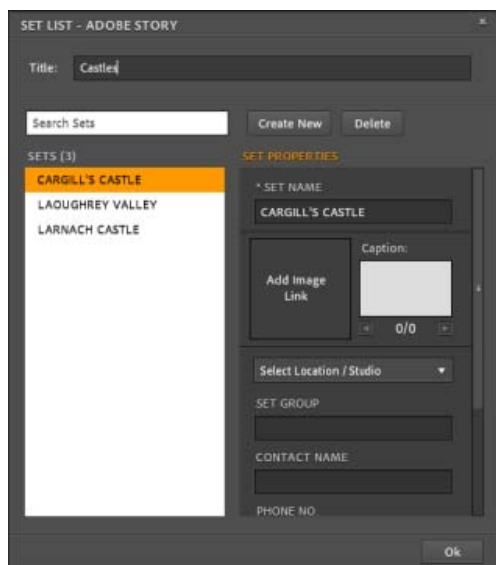 SET LIST - ADOBE STORY
Title: Castles
Search Sets
Create New Delete
SETS (3)
CARGILL'S CASTLE
LAOUGHREY VALLEY
LARNACH CASTLE
SET PROPERTIES
* SET NAME
CARGILL'S CASTLE
Add Image
Link
Caption:
0/0
Select Location / Studio
SET GROUP
CONTACT NAME
PHONE NO
Ok